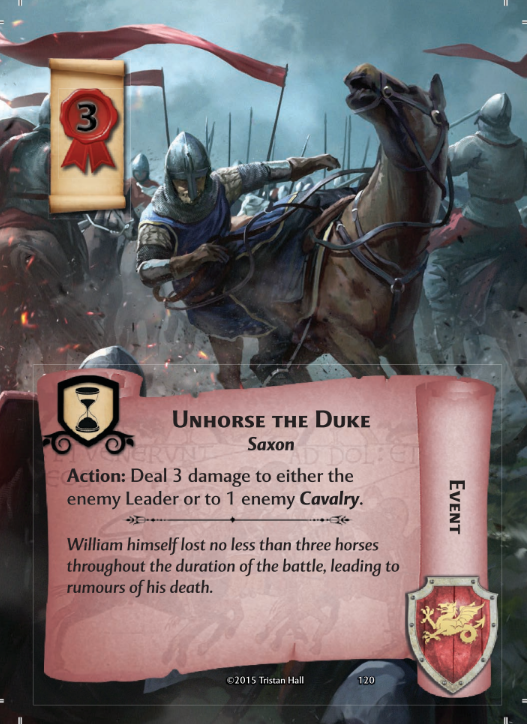 3
UNHORSE THE DUKE
Saxon
Action: Deal 3 damage to either the
enemy Leader or to 1 enemy Cavalry.
William himself lost no less than three horses
throughout the duration of the battle, leading to
rumours of his death.
EVENT
©2015 Tristan Hall
120